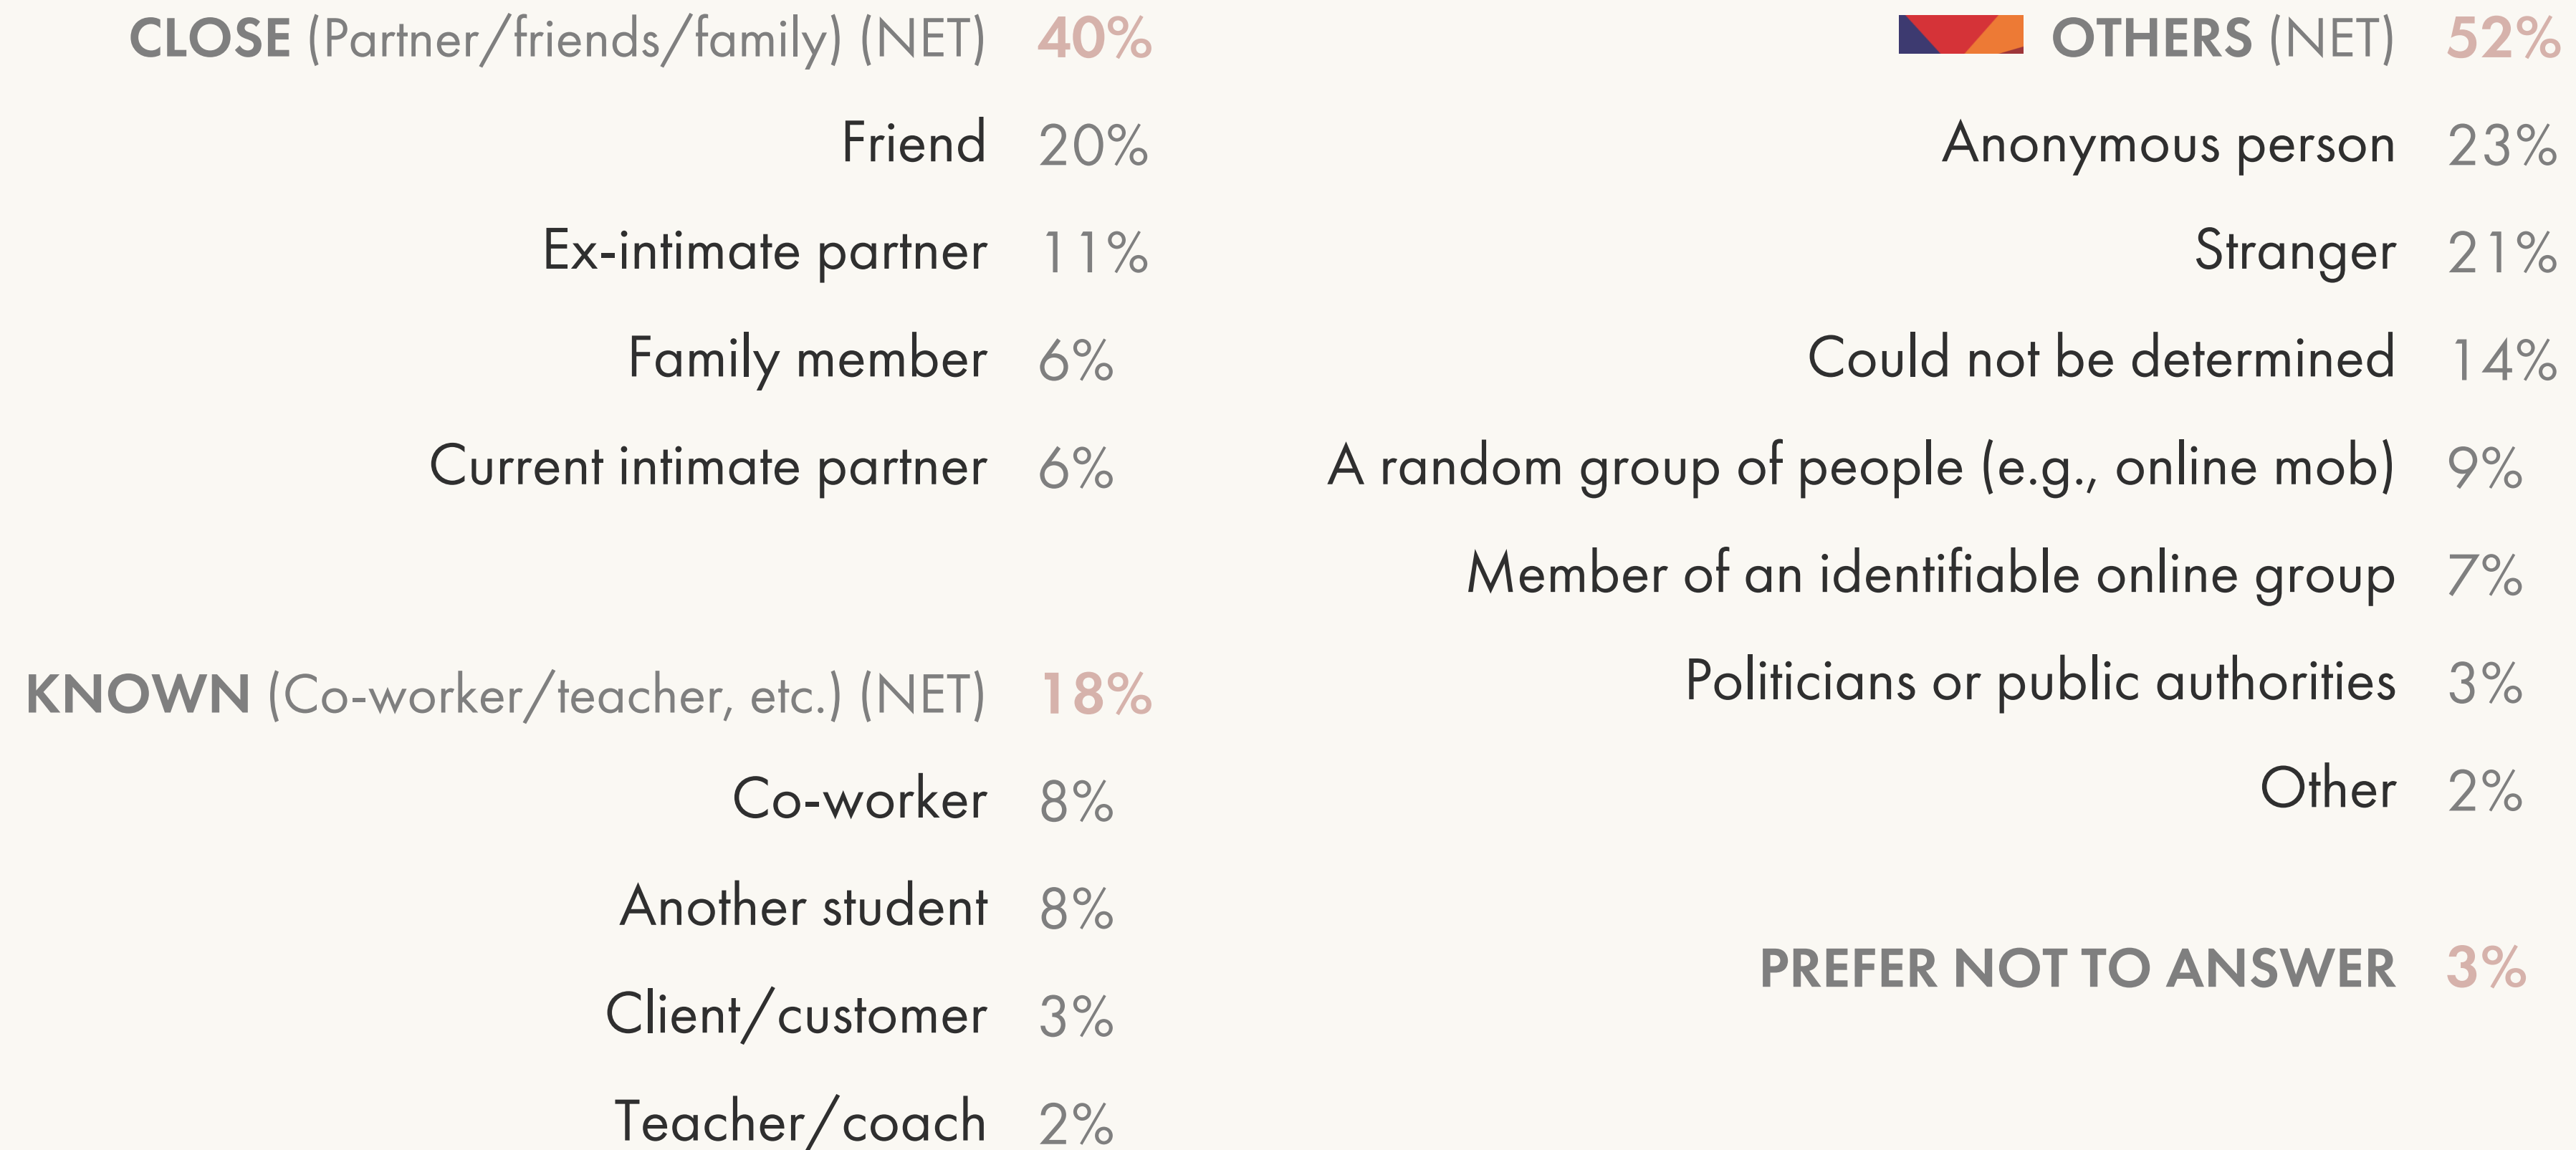 CLOSE (Partner/friends/family) (NET) 40%
Friend 20%
Ex-intimate partner 11%
Family member 6%
Current intimate partner 6%
KNOWN (Co-worker/teacher, etc.) (NET) 18%
Co-worker 8%
Another student 8%
Client/customer 3%
Teacher/coach 2%
OTHERS (NET) 52%
Anonymous person 23%
Stranger 21%
Could not be determined 14%
A random group of people (e.g., online mob) 9%
Member of an identifiable online group 7%
Politicians or public authorities 3%
Other 2%
PREFER NOT TO ANSWER 3%